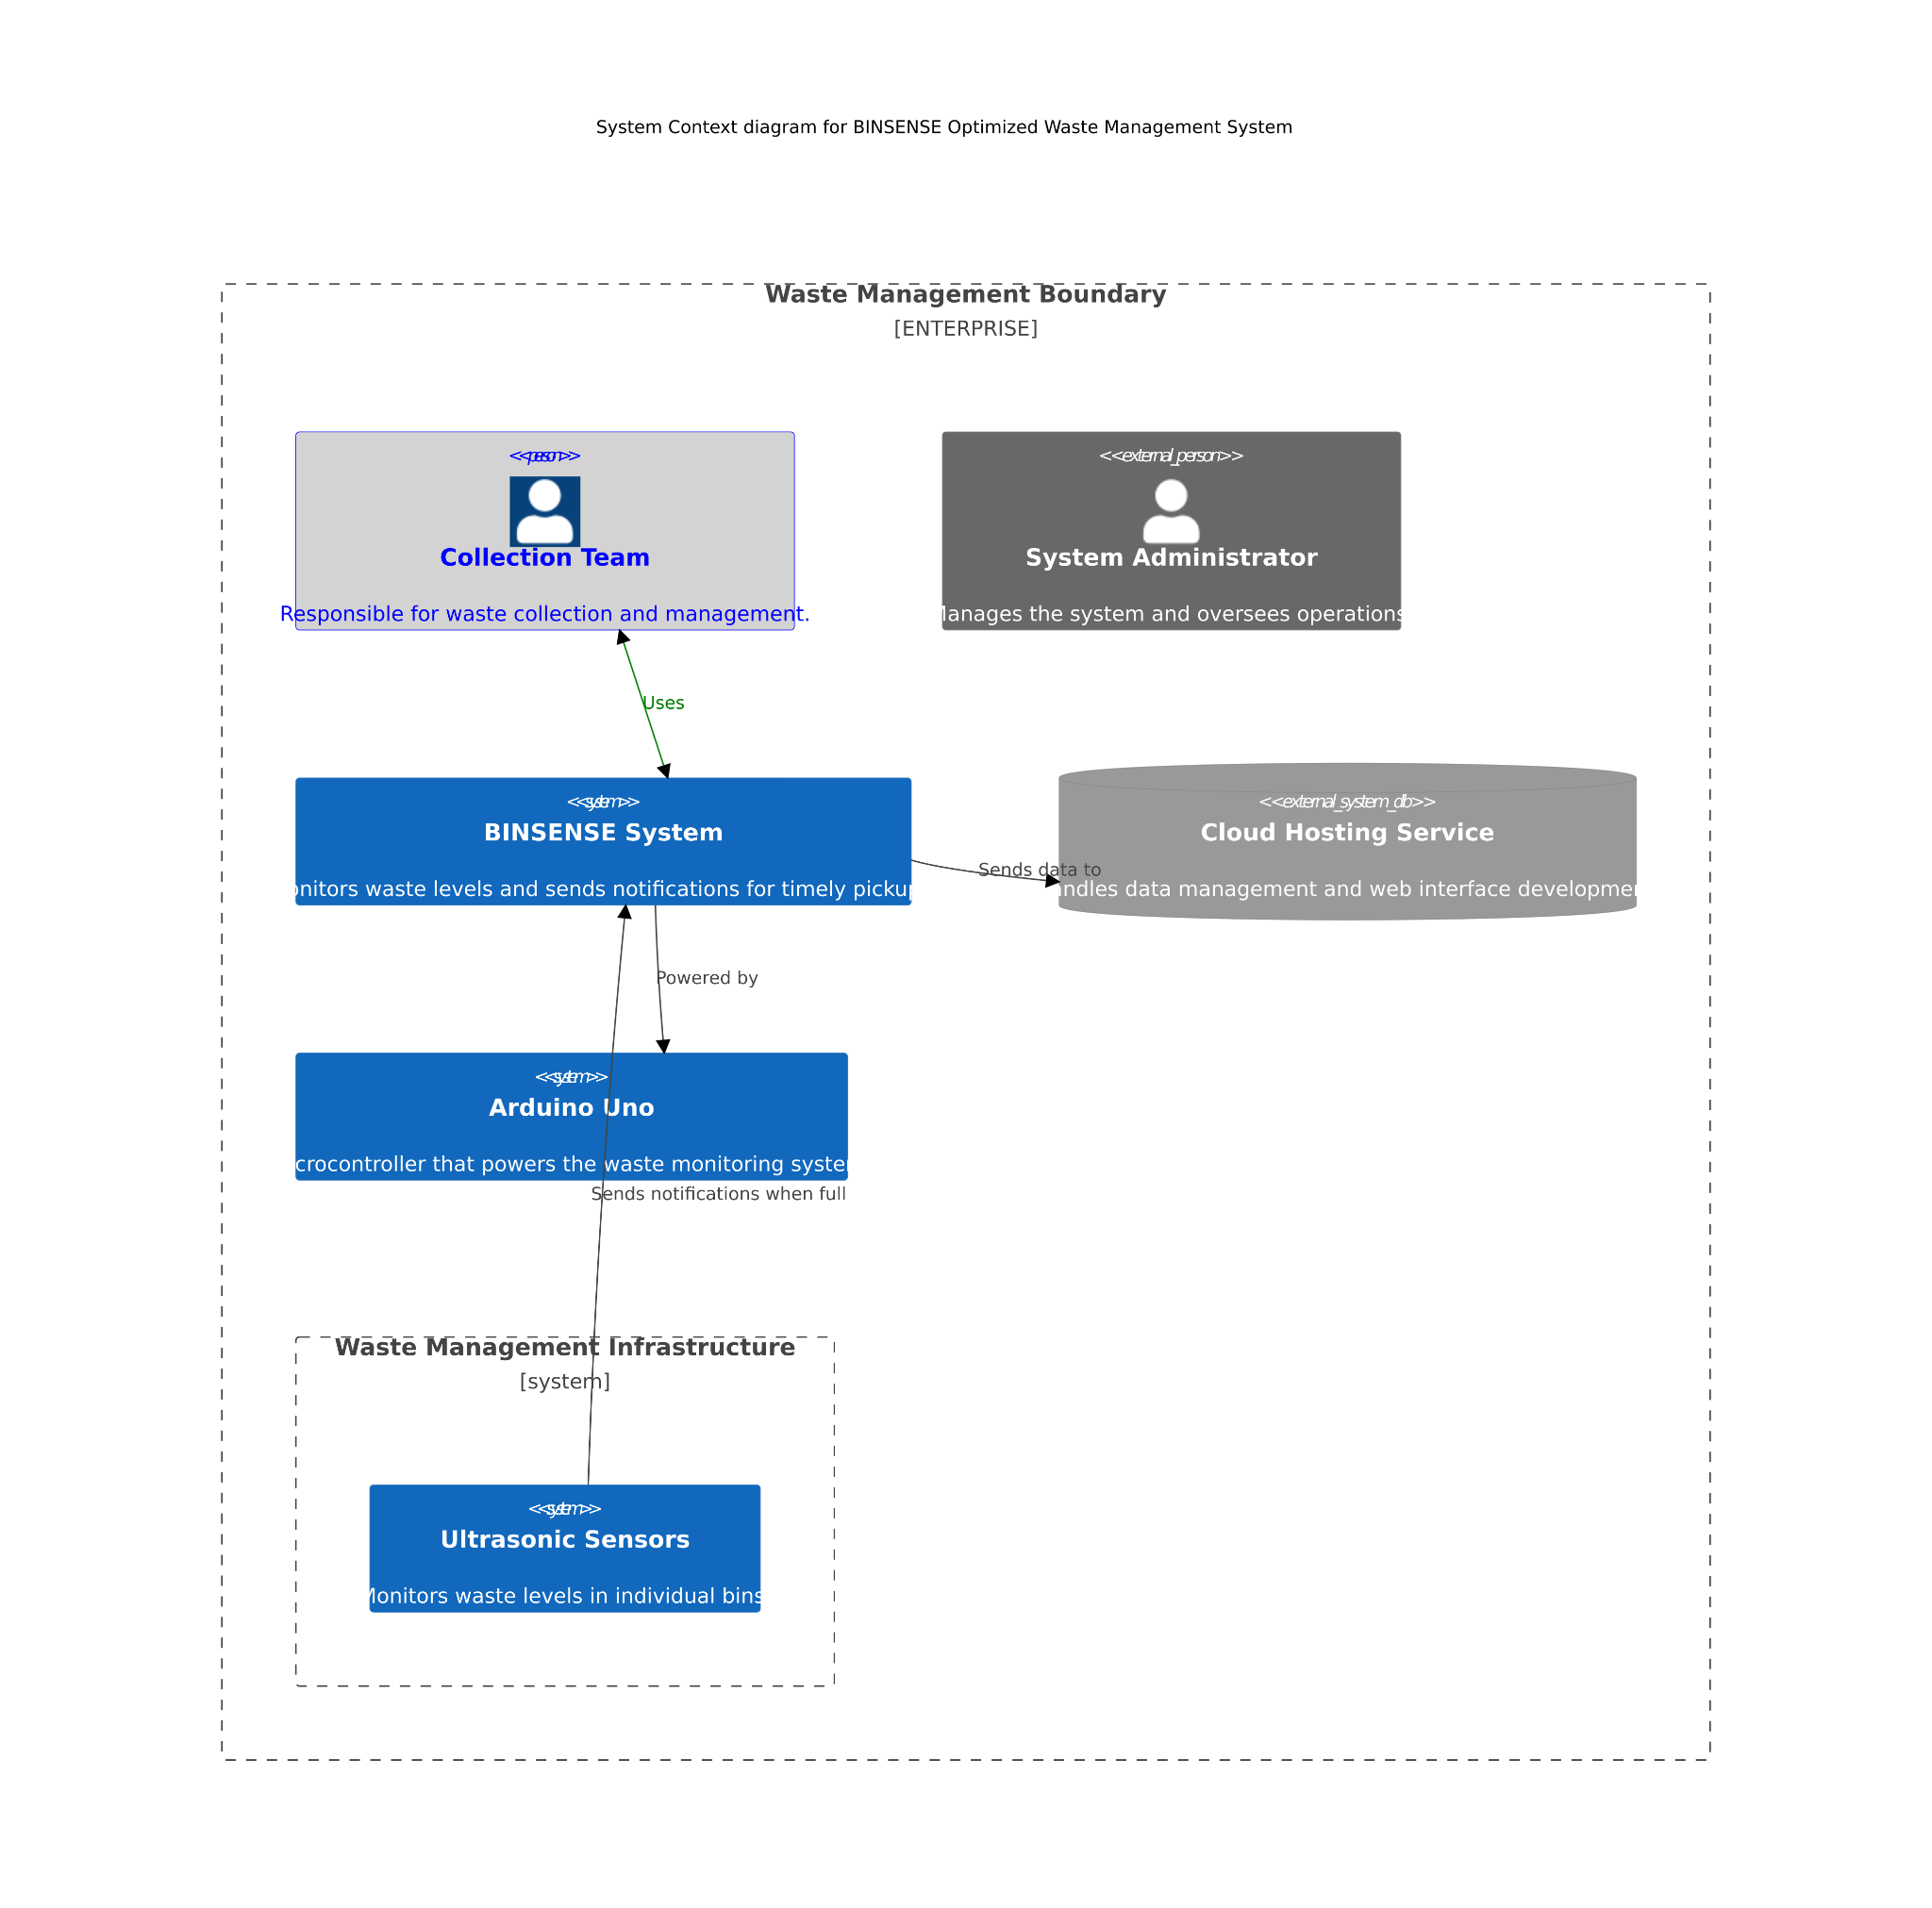 System Context diagram for BINSENSE Optimized Waste Management System
Waste Management Boundary
[ENTERPRISE]
<<person>>
Collection Team
Responsible for waste collection and management.
<<external_person>>
System Administrator
Manages the system and oversees operations
Uses
<<system>>
BINSENSE System
onitors waste levels and sends notifications for timely pickup
<<external_system_db>>
Cloud Hosting Service
ndles data management and web interface developmen
Sends data to
Powered by
<<system>>
Arduino Uno
crocontroller that powers the waste monitoring system
Sends notifications when full
Waste Management Infrastructure
[system]
<<system>>
Ultrasonic Sensors
Monitors waste levels in individual bins